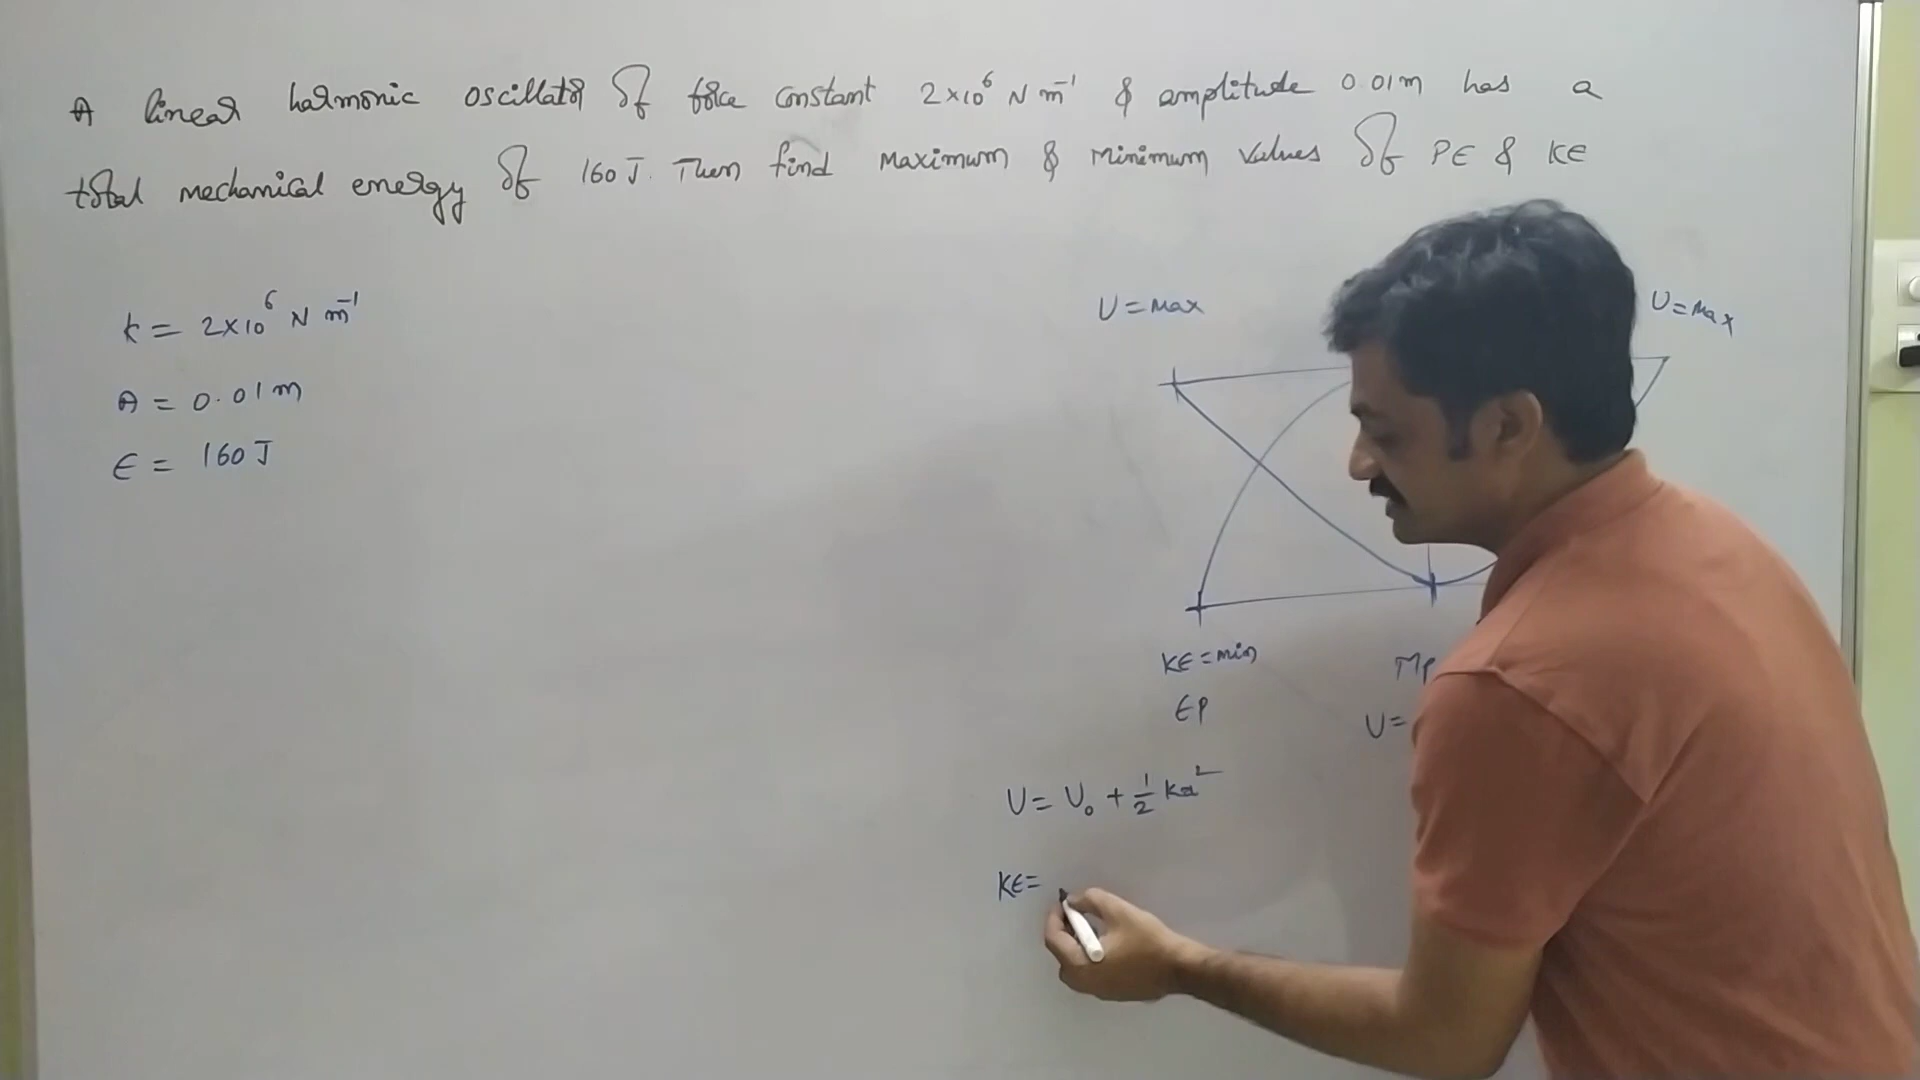 A linear harmonic oscillator of force constant 2×10⁶ N m⁻¹ & amplitude 0.01m has a
total mechanical energy of 160 J. Then find Maximum & Minimum Values of PE & KE
k = 2×10⁶ N m⁻¹
A = 0.01 m
E = 160 J
U = Max
U = Max
KE = min
EP
MP
U =
U = U₀ + 1/2 kx²
KE =